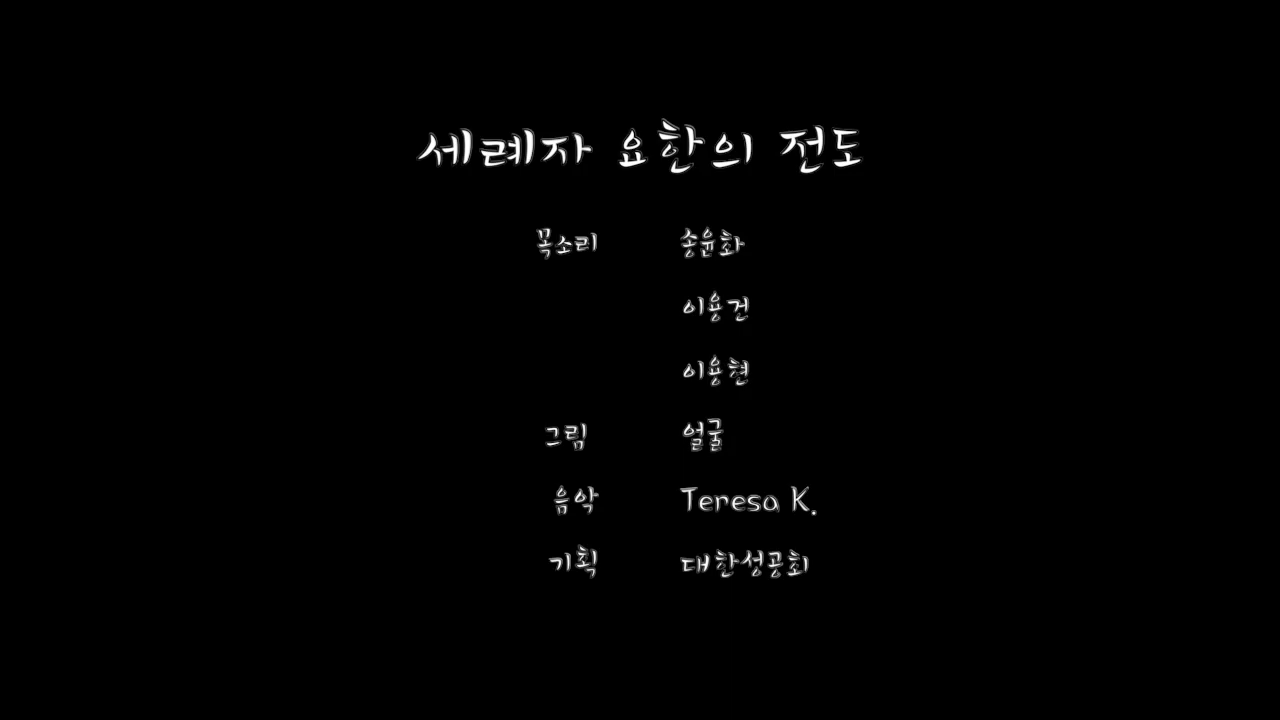 세례자 요한의 전도
목소리 송윤화
이용건
이용현
그림 얼굴
음악 Teresa K.
기획 대한성공회